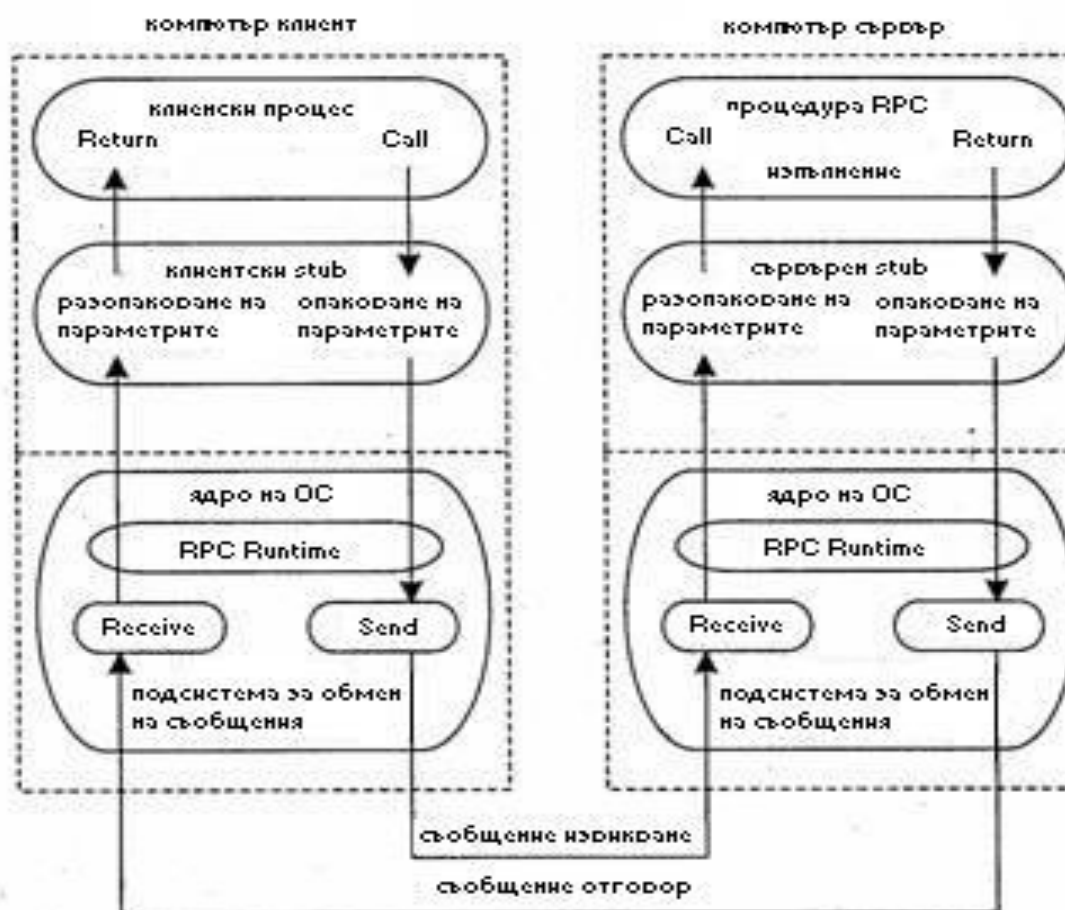 компютър клиент
клиенски процес
Return Call
клиентски stub
разопаковане на
параметрите
опаковане на
параметрите
ядро на ОС
RPC Runtime
Receive Send
подсистема за обмен
на съобщения
компютър сървър
процедура RPC
Call Return
изпълнение
сървърен stub
разопаковане на
параметрите
опаковане на
параметрите
ядро на ОС
RPC Runtime
Receive Send
подсистема за обмен
на съобщения
съобщение извикране
съобщение отговор